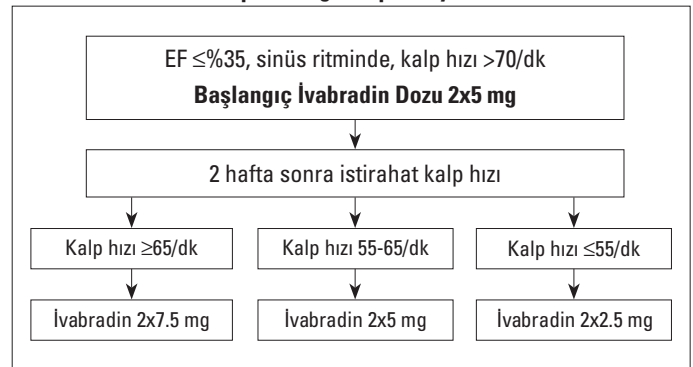 EF ≤%35, sinüs ritminde, kalp hızı >70/dk
Başlangıç İvabradin Dozu 2x5 mg
2 hafta sonra istirahat kalp hızı
Kalp hızı ≥65/dk
Kalp hızı 55-65/dk
Kalp hızı ≤55/dk
İvabradin 2x7.5 mg
İvabradin 2x5 mg
İvabradin 2x2.5 mg